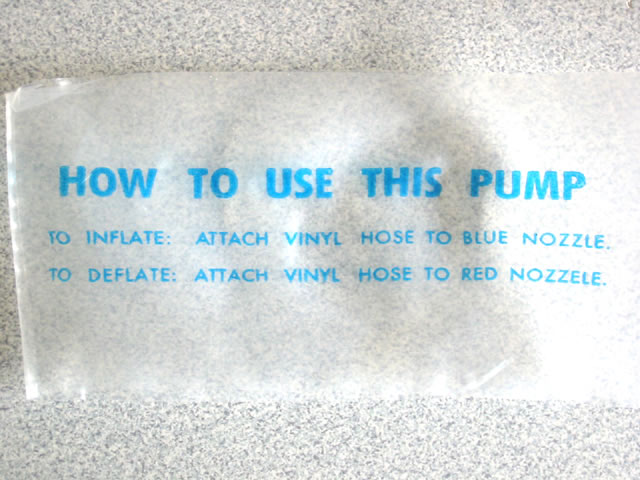 HOW TO USE THIS PUMP
TO INFLATE: ATTACH VINYL HOSE TO BLUE NOZZLE.
TO DEFLATE: ATTACH VINYL HOSE TO RED NOZZELE.